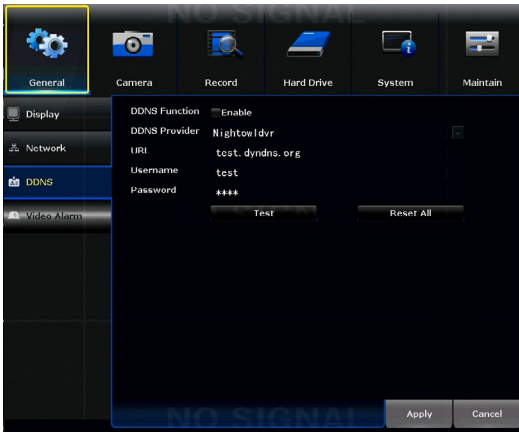 NO SIGNAL
General Camera Record Hard Drive System Maintain
Display
Network
DDNS
Video Alarm
DDNS Function Enable
DDNS Provider Nightowldvr
URL test.dyndns.org
Username test
Password ****
Test Reset All
NO SIGNAL
Apply Cancel